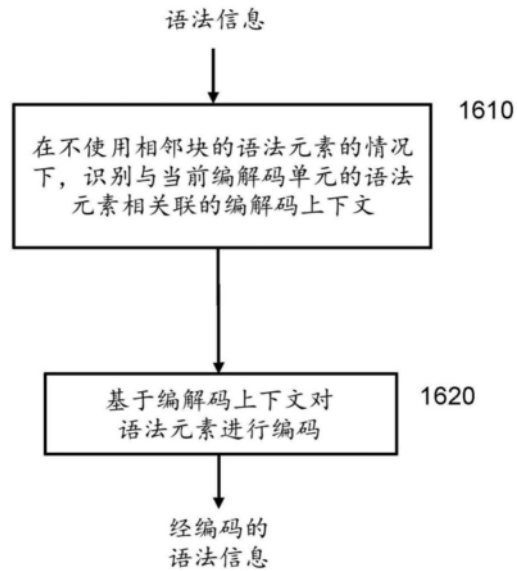 语法信息
1610
在不使用相邻块的语法元素的情况
下，识别与当前编解码单元的语法
元素相关联的编解码上下文
1620
基于编解码上下文对
语法元素进行编码
经编码的
语法信息